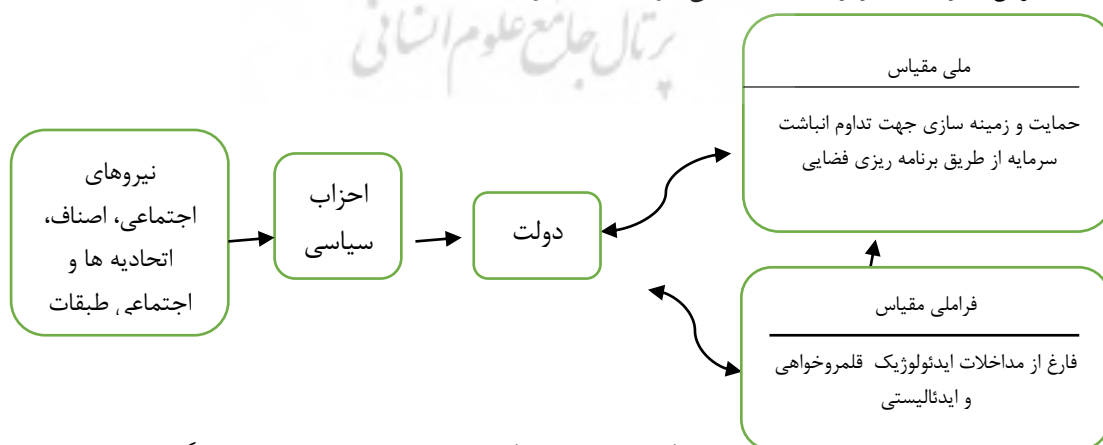 پرتال جامع علوم انسانی
ملی مقیاس
حمایت و زمینه سازی جهت تداوم انباشت
سرمایه از طریق برنامه ریزی فضایی
نیروهای
اجتماعی، اصناف،
اتحادیه ها و
اجتماعی طبقات
احزاب
سیاسی
دولت
فراملی مقیاس
فارغ از مداخلات ایدئولوژیک قلمروخواهی
و ایدئالیستی